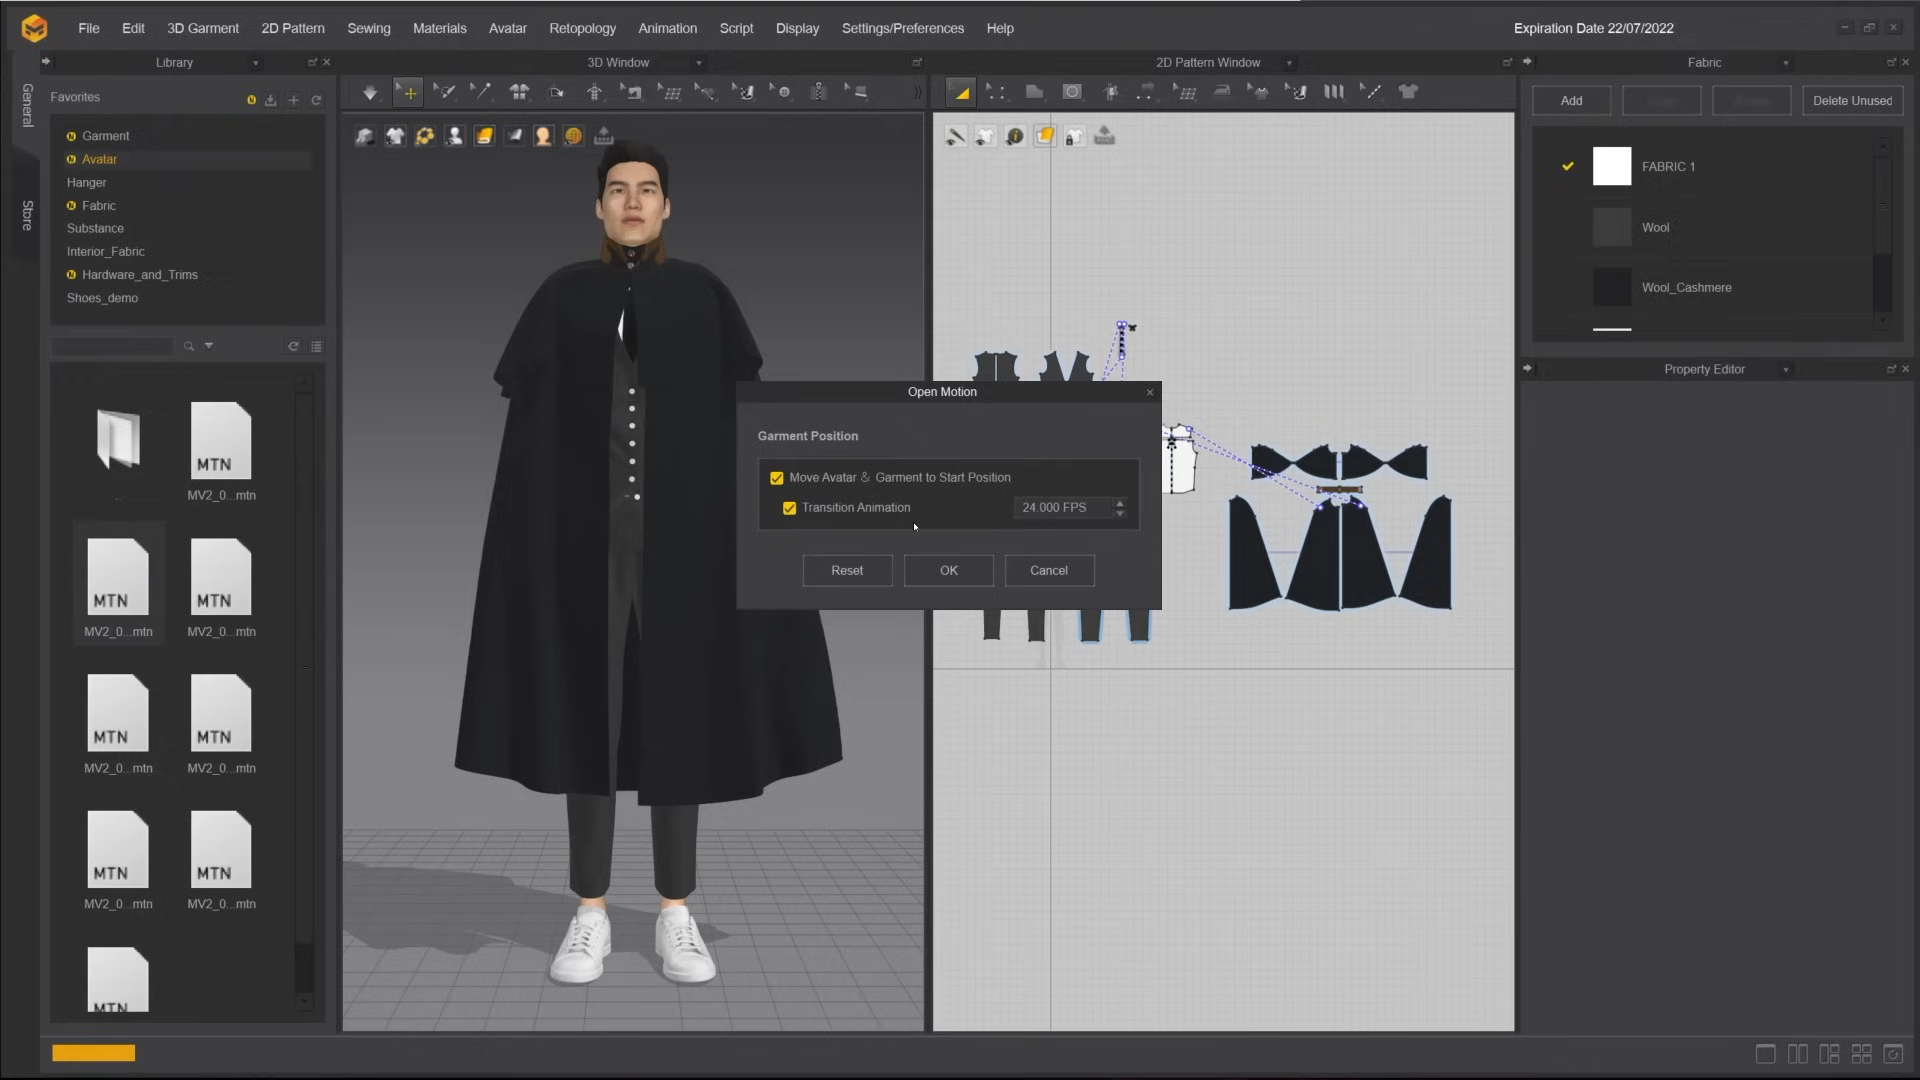 File Edit 3D Garment 2D Pattern Sewing Materials Avatar Retopology Animation Script Display Settings/Preferences Help Expiration Date 22/07/2022
Library
3D Window
2D Pattern Window
Fabric
General
Store
Favorites
Garment
Avatar
Hanger
Fabric
Substance
Interior_Fabric
Hardware_and_Trims
Shoes_demo
..
MTN
MV2_0...mtn
MTN
MV2_0...mtn
MTN
MV2_0...mtn
MTN
MV2_0...mtn
MTN
MV2_0...mtn
MTN
MV2_0...mtn
MTN
MV2_0...mtn
MTN
Open Motion
Garment Position
Move Avatar & Garment to Start Position
Transition Animation 24.000 FPS
Reset OK Cancel
Add
Delete Unused
FABRIC 1
Wool
Wool_Cashmere
Property Editor